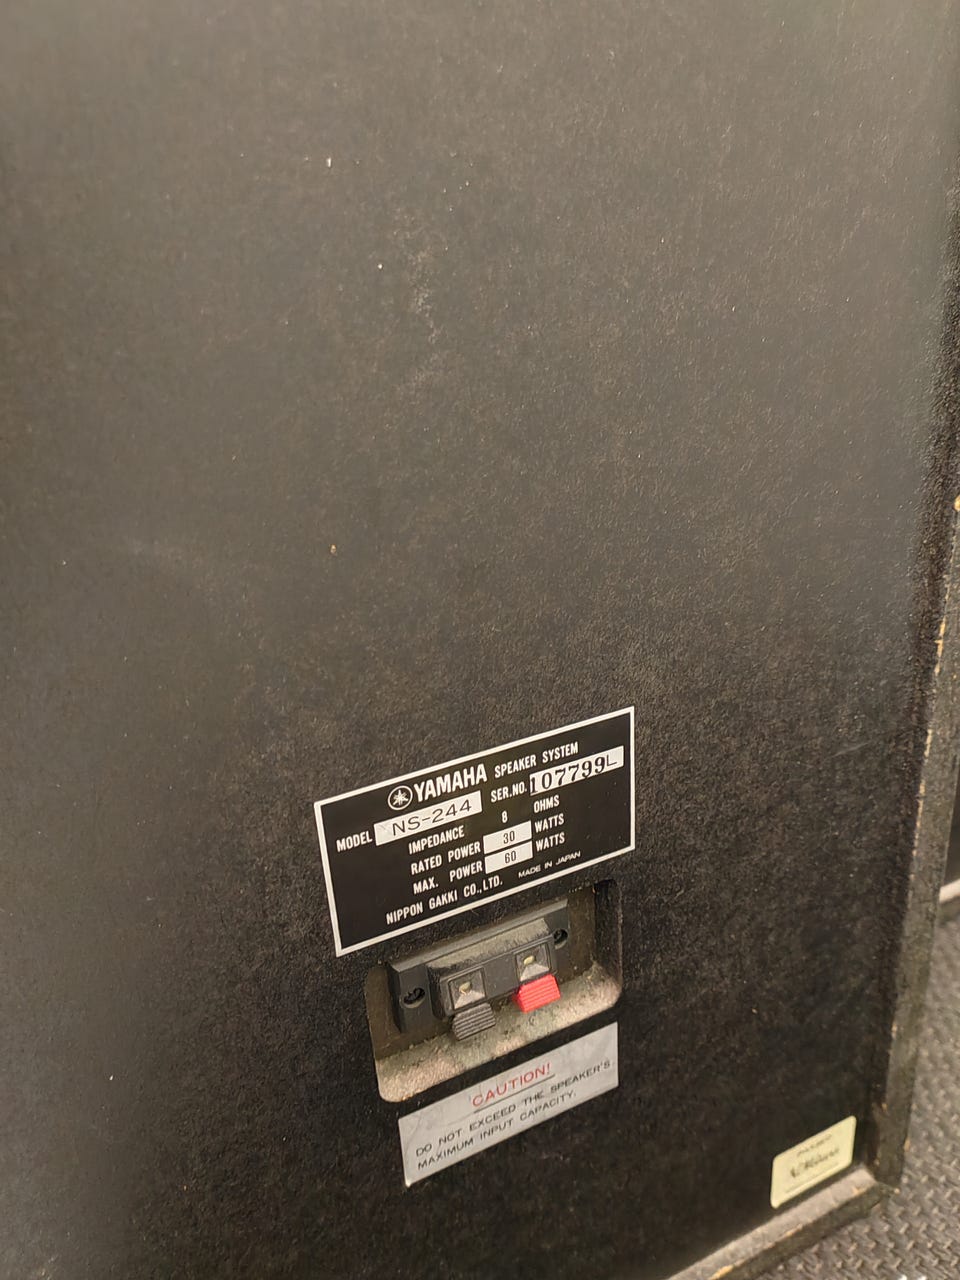 YAMAHA SPEAKER SYSTEM
MODEL NS-244 SER.NO. 107799L
IMPEDANCE 8 OHMS
RATED POWER 30 WATTS
MAX. POWER 60 WATTS
NIPPON GAKKI CO., LTD. MADE IN JAPAN
CAUTION!
DO NOT EXCEED THE SPEAKER'S
MAXIMUM INPUT CAPACITY.